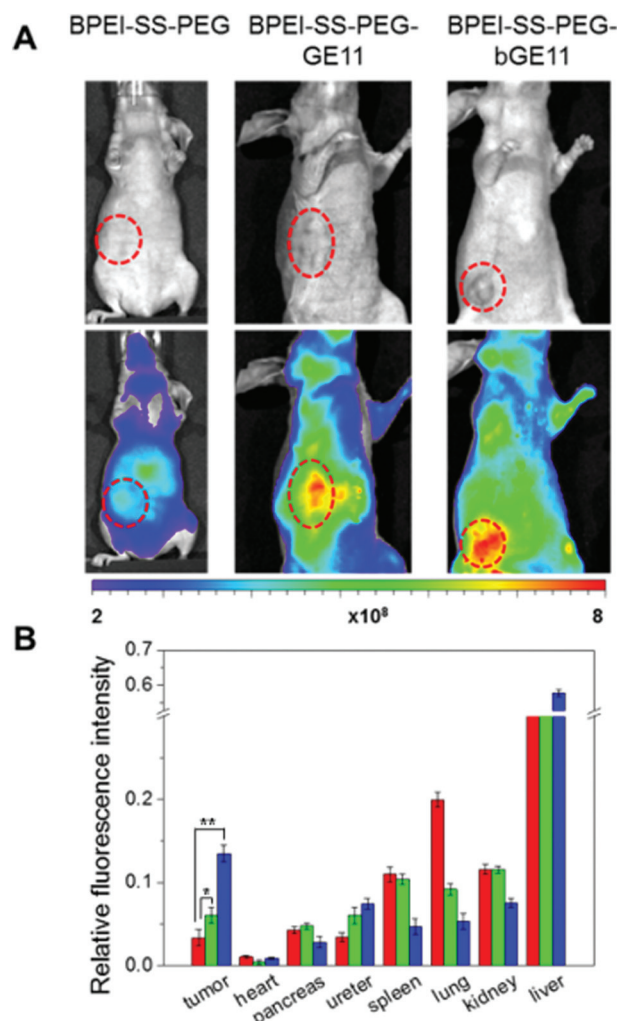 A
BPEI-SS-PEG
BPEI-SS-PEG-
GE11
BPEI-SS-PEG-
bGE11
2
x10⁸
8
B
Relative fluorescence intensity
0.7
0.6
0.2
0.1
0.0
**
*
tumor
heart
pancreas
ureter
spleen
lung
kidney
liver